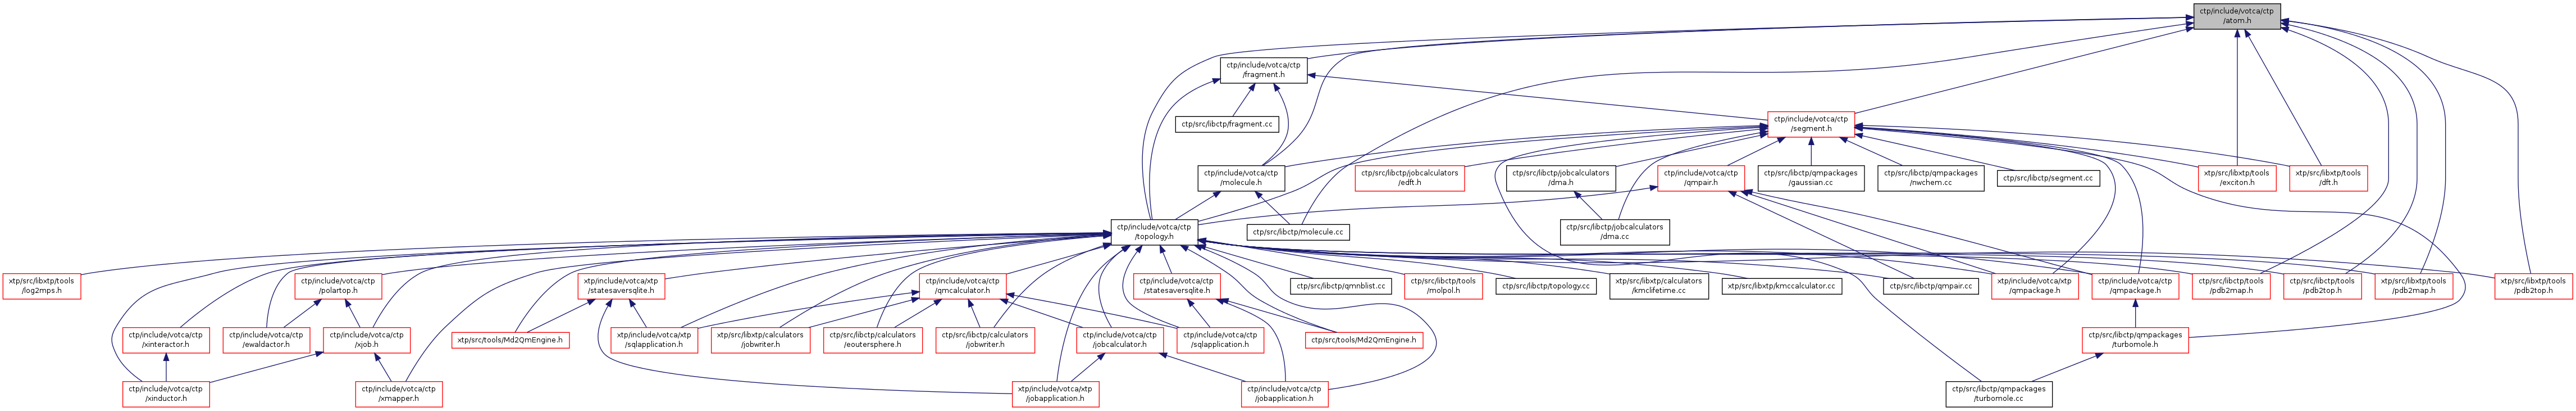 ctp/include/votca/ctp
/atom.h
ctp/include/votca/ctp
/fragment.h
ctp/src/libctp/fragment.cc
ctp/include/votca/ctp
/segment.h
ctp/include/votca/ctp
/molecule.h
ctp/src/libctp/jobcalculators
/edft.h
ctp/src/libctp/jobcalculators
/dma.h
ctp/include/votca/ctp
/qmpair.h
ctp/src/libctp/qmpackages
/gaussian.cc
ctp/src/libctp/qmpackages
/nwchem.cc
ctp/src/libctp/segment.cc
xtp/src/libxtp/tools
/exciton.h
xtp/src/libxtp/tools
/dft.h
ctp/include/votca/ctp
/topology.h
ctp/src/libctp/molecule.cc
ctp/src/libctp/jobcalculators
/dma.cc
xtp/src/libxtp/tools
/log2mps.h
ctp/include/votca/ctp
/polartop.h
xtp/include/votca/xtp
/statesaversqlite.h
ctp/include/votca/ctp
/qmcalculator.h
ctp/include/votca/ctp
/statesaversqlite.h
ctp/src/libctp/qmnblist.cc
ctp/src/libctp/tools
/molpol.h
ctp/src/libctp/topology.cc
xtp/src/libxtp/calculators
/kmclifetime.cc
xtp/src/libxtp/kmccalculator.cc
ctp/src/libctp/qmpair.cc
xtp/include/votca/xtp
/qmpackage.h
ctp/include/votca/ctp
/qmpackage.h
ctp/src/libctp/tools
/pdb2map.h
ctp/src/libctp/tools
/pdb2top.h
xtp/src/libxtp/tools
/pdb2map.h
xtp/src/libxtp/tools
/pdb2top.h
ctp/include/votca/ctp
/xinteractor.h
ctp/include/votca/ctp
/ewaldactor.h
ctp/include/votca/ctp
/xjob.h
xtp/src/tools/Md2QmEngine.h
xtp/include/votca/xtp
/sqlapplication.h
xtp/src/libxtp/calculators
/jobwriter.h
ctp/src/libctp/calculators
/eoutersphere.h
ctp/src/libctp/calculators
/jobwriter.h
ctp/include/votca/ctp
/jobcalculator.h
ctp/include/votca/ctp
/sqlapplication.h
ctp/src/tools/Md2QmEngine.h
ctp/src/libctp/qmpackages
/turbomole.h
ctp/include/votca/ctp
/xinductor.h
ctp/include/votca/ctp
/xmapper.h
xtp/include/votca/xtp
/jobapplication.h
ctp/include/votca/ctp
/jobapplication.h
ctp/src/libctp/qmpackages
/turbomole.cc